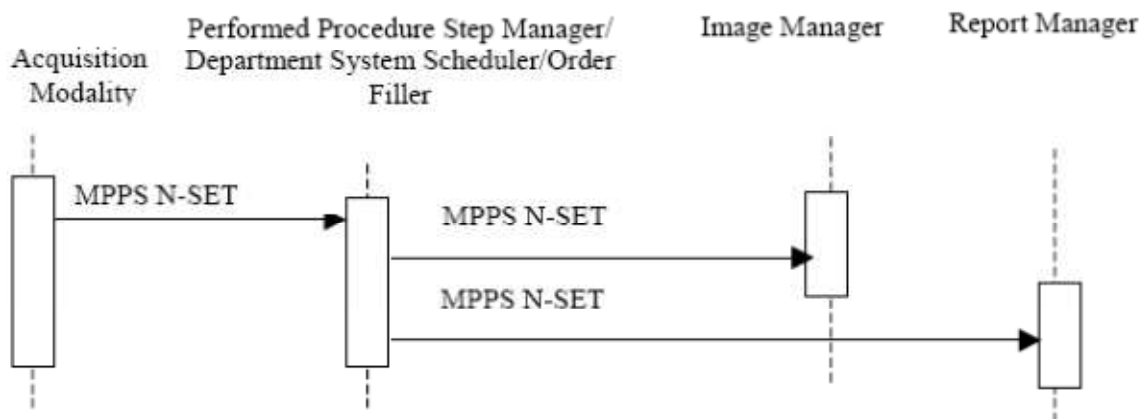 Acquisition
Modality
Performed Procedure Step Manager/
Department System Scheduler/Order
Filler
Image Manager
Report Manager
MPPS N-SET
MPPS N-SET
MPPS N-SET